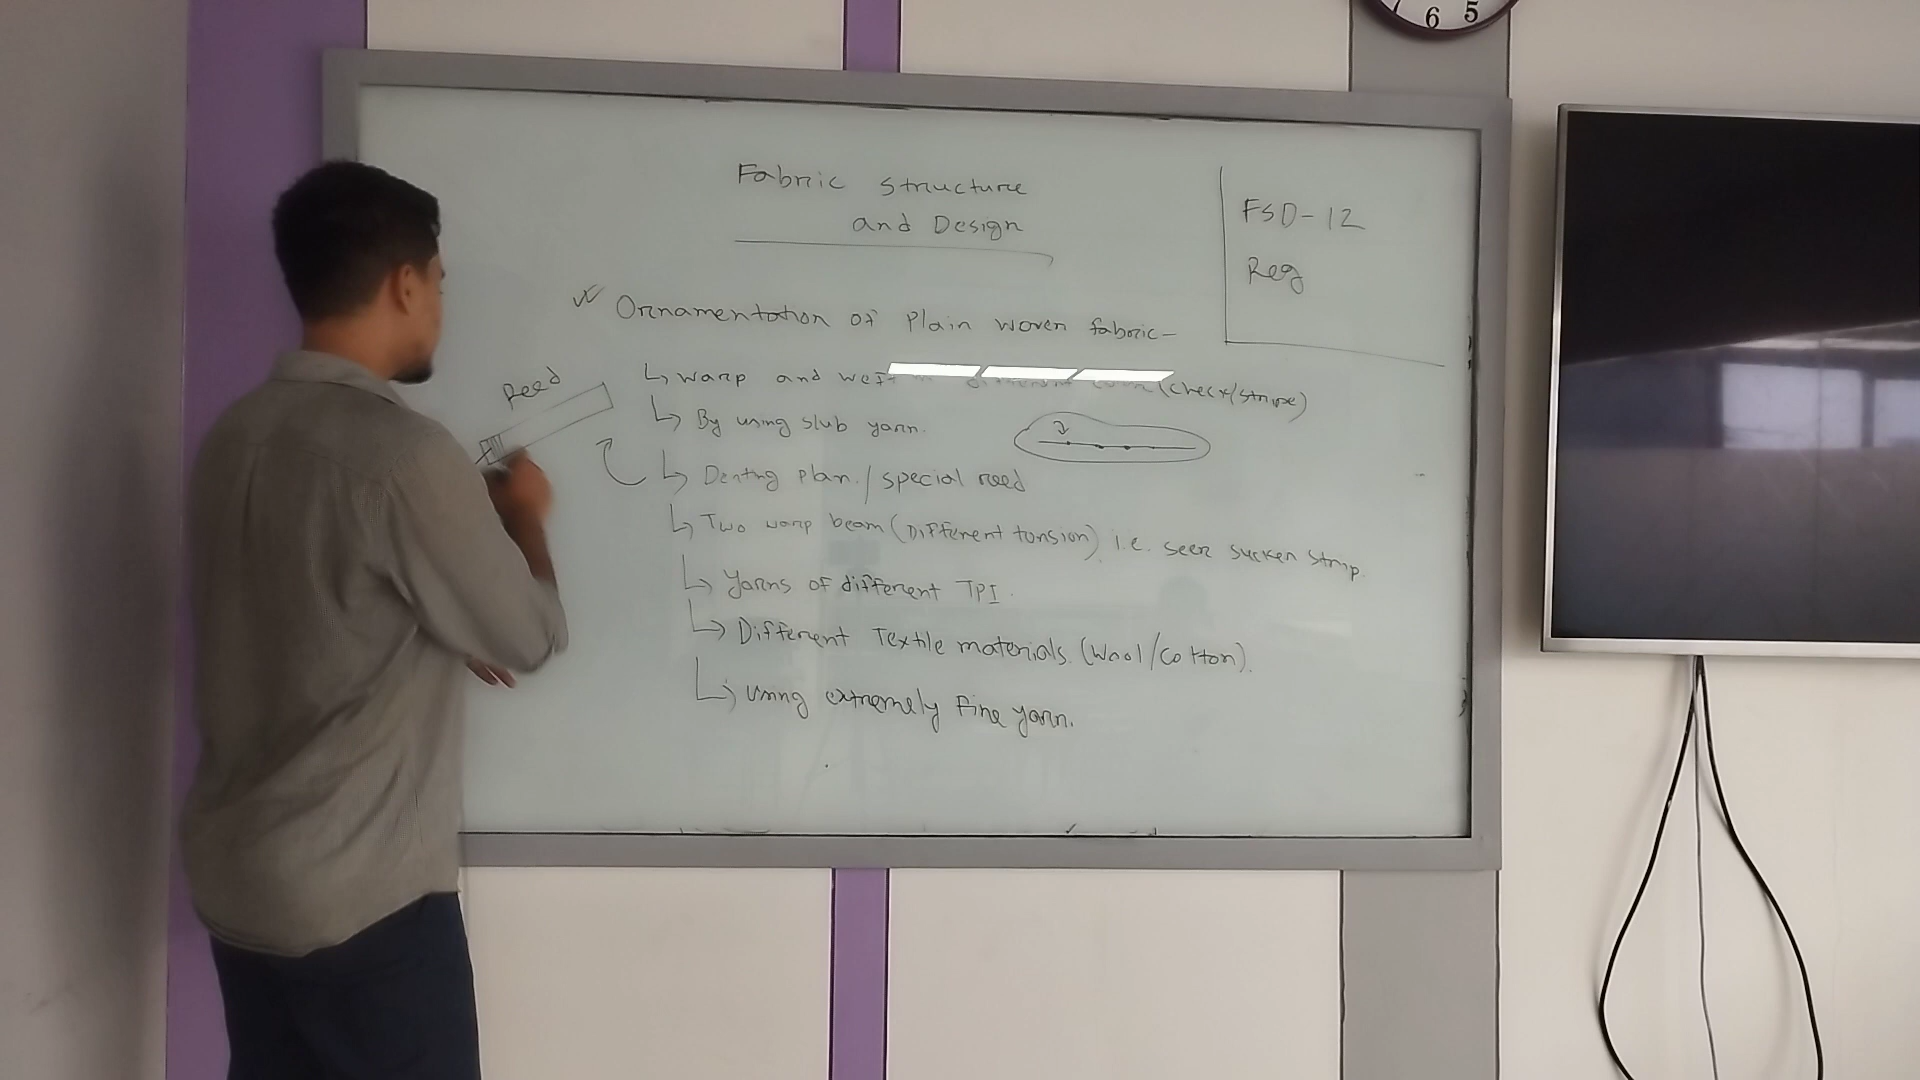 6 5
Fabric structure
and Design
FSD-12
Reg
Ornamentation of Plain woven fabric-
warp and weft in different (check/stripe)
Reed
By using slub yarn.
Denting plan./special reed
Two warp beam (Different tension) i.e. seer sucker strip.
Yarns of different TPI.
Different Textile materials. (Wool/Cotton).
Using extremely fine yarn.